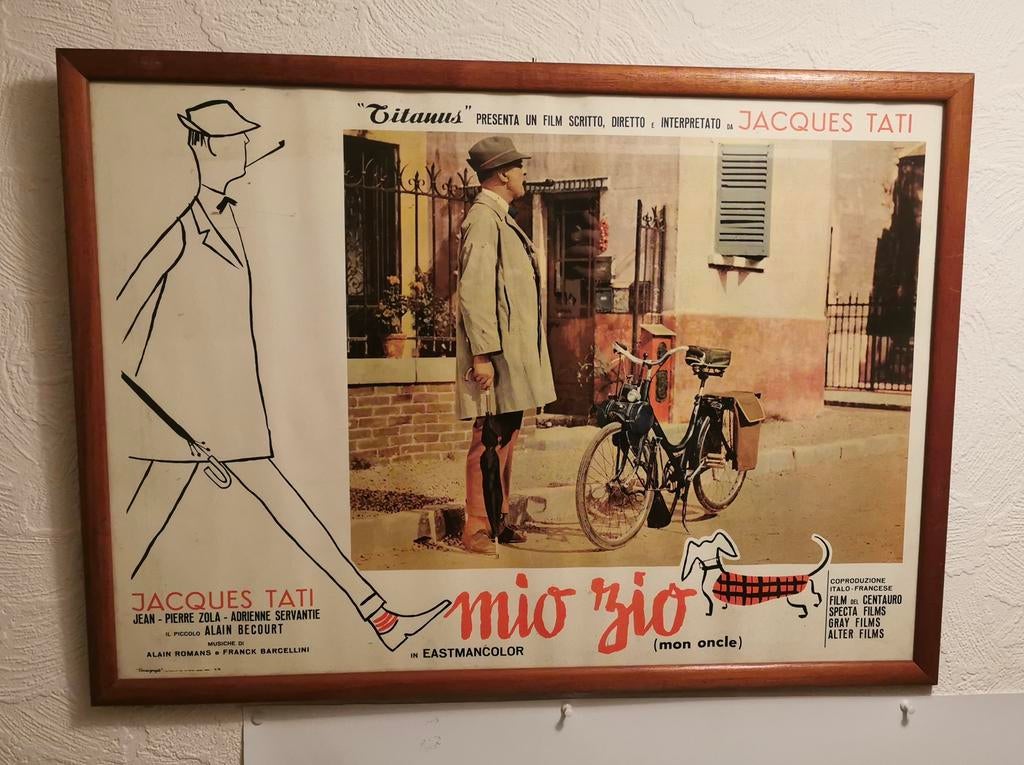 "Titanus" PRESENTA UN FILM SCRITTO, DIRETTO E INTERPRETATO DA JACQUES TATI
JACQUES TATI
JEAN-PIERRE ZOLA - ADRIENNE SERVANTIE
IL PICCOLO ALAIN BECOURT
MUSICHE DI
ALAIN ROMANS e FRANCK BARCELLINI
mio zio
(mon oncle)
IN EASTMANCOLOR
COPRODUZIONE
ITALO-FRANCESE
FILM DEL CENTAURO
SPECTA FILMS
GRAY FILMS
ALTER FILMS